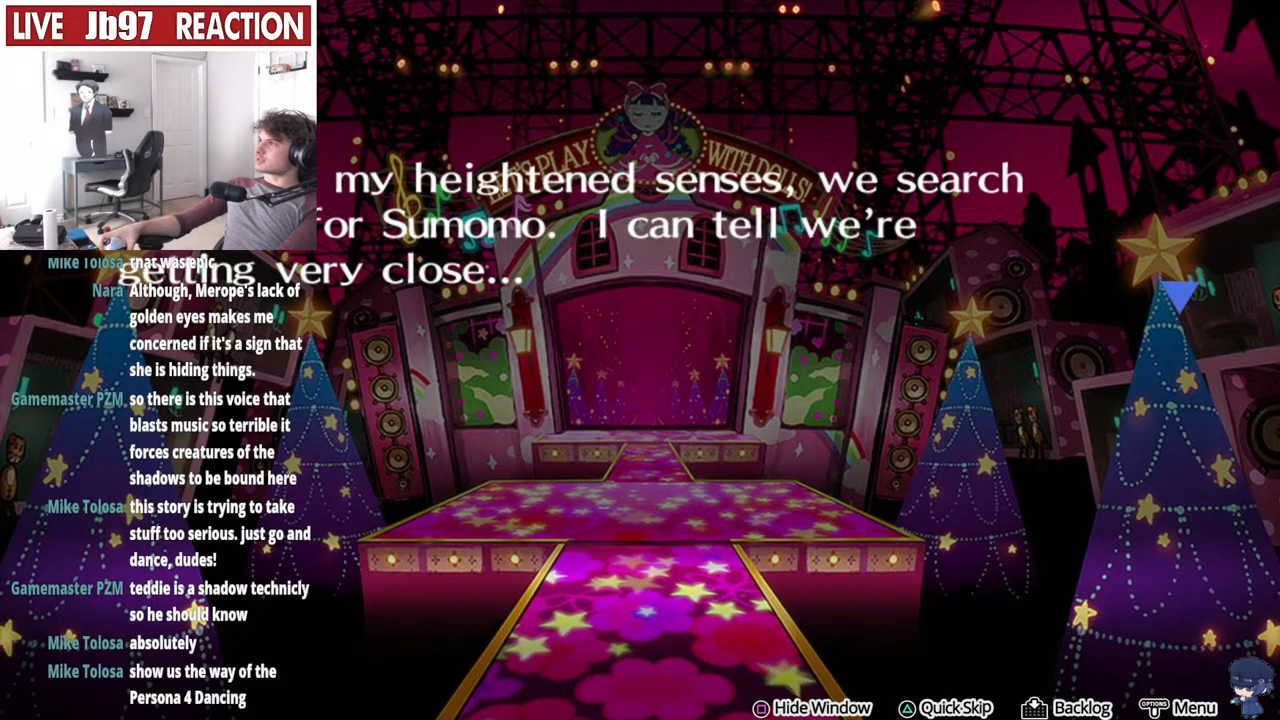 LIVE Jb97 REACTION
LET'S PLAY WITH DOLLS!
my heightened senses, we search
for Sumomo. I can tell we're
getting very close...
Mike Tolosa that was epic
Nara Although, Merope's lack of
golden eyes makes me
concerned if it's a sign that
she is hiding things.
Gamemaster PZM so there is this voice that
blasts music so terrible it
forces creatures of the
shadows to be bound here
Mike Tolosa this story is trying to take
stuff too serious. just go and
dance, dudes!
Gamemaster PZM teddie is a shadow technicly
so he should know
Mike Tolosa absolutely
Mike Tolosa show us the way of the
Persona 4 Dancing
Hide Window Quick Skip Backlog OPTIONS Menu